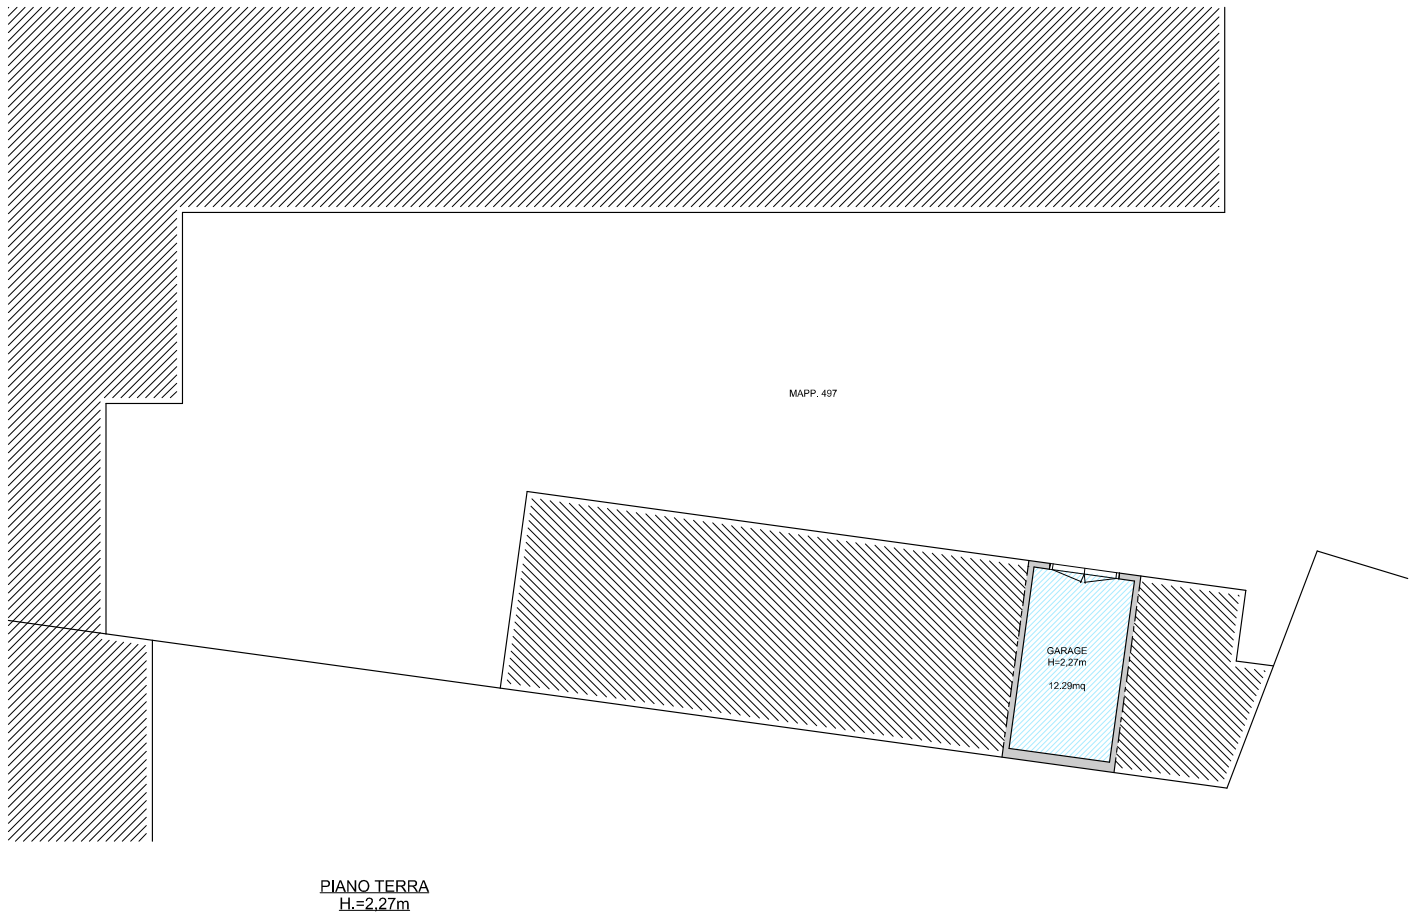 MAPP. 497
GARAGE
H=2,27m
12.29mq
PIANO TERRA
H.=2,27m